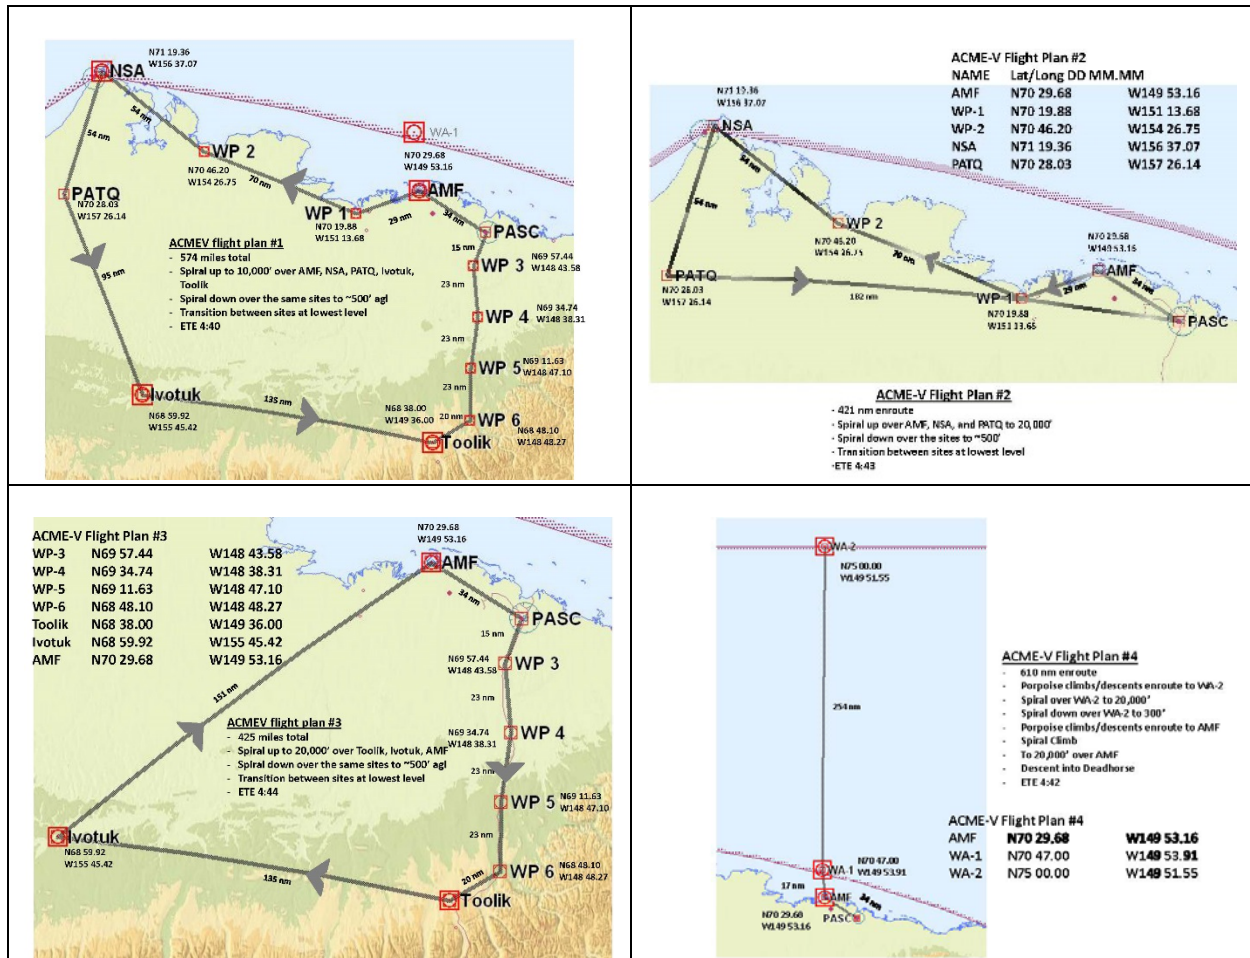 N71 19.36
W156 37.07
NSA
54 nm
54 nm
WP 2
N70 46.20
W154 26.75
70 nm
WA-1
N70 29.68
W149 53.16
AMF
PATQ
N70 28.03
W157 26.14
WP 1
29 nm
34 nm
N70 19.88
W151 13.68
PASC
15 nm
ACMEV flight plan #1
- 574 miles total
- Spiral up to 10,000’ over AMF, NSA, PATQ, Ivotuk,
Toolik
- Spiral down over the same sites to ~500’ agl
- Transition between sites at lowest level
- ETE 4:40
WP 3
N69 57.44
W148 43.58
23 nm
95 nm
WP 4
N69 34.74
W148 38.31
23 nm
WP 5
N69 11.63
W148 47.10
23 nm
Ivotuk
N68 59.92
W155 45.42
135 nm
N68 38.00
W149 36.00
20 nm
WP 6
N68 48.10
W148 48.27
Toolik
ACME-V Flight Plan #2
NAME Lat/Long DD MM.MM
AMF N70 29.68 W149 53.16
WP-1 N70 19.88 W151 13.68
WP-2 N70 46.20 W154 26.75
NSA N71 19.36 W156 37.07
PATQ N70 28.03 W157 26.14
N71 19.36
W156 37.07
NSA
54 nm
54 nm
WP 2
N70 46.20
W154 26.75
70 nm
N70 29.68
W149 53.16
AMF
PATQ
N70 28.03
W157 26.14
182 nm
WP 1
29 nm
34 nm
N70 19.88
W151 13.68
PASC
ACME-V Flight Plan #2
- 421 nm enroute
- Spiral up over AMF, NSA, and PATQ to 20,000’
- Spiral down over the sites to ~500’
- Transition between sites at lowest level
-ETE 4:43
ACME-V Flight Plan #3
WP-3 N69 57.44 W148 43.58
WP-4 N69 34.74 W148 38.31
WP-5 N69 11.63 W148 47.10
WP-6 N68 48.10 W148 48.27
Toolik N68 38.00 W149 36.00
Ivotuk N68 59.92 W155 45.42
AMF N70 29.68 W149 53.16
N70 29.68
W149 53.16
AMF
34 nm
PASC
15 nm
N69 57.44
W148 43.58
WP 3
23 nm
151 nm
ACMEV flight plan #3
- 425 miles total
- Spiral up to 20,000’ over Toolik, Ivotuk, AMF
- Spiral down over the same sites to ~500’ agl
- Transition between sites at lowest level
- ETE 4:44
N69 34.74
W148 38.31
WP 4
23 nm
WP 5
N69 11.63
W148 47.10
23 nm
Ivotuk
N68 59.92
W155 45.42
135 nm
20 nm
WP 6
N68 48.10
W148 48.27
Toolik
WA-2
N75 00.00
W149 51.55
254 nm
ACME-V Flight Plan #4
- 610 nm enroute
- Porpoise climbs/descents enroute to WA-2
- Spiral over WA-2 to 20,000’
- Spiral down over WA-2 to 300’
- Porpoise climbs/descents enroute to AMF
- Spiral Climb
- To 20,000’ over AMF
- Descent into Deadhorse
- ETE 4:42
ACME-V Flight Plan #4
AMF N70 29.68 W149 53.16
WA-1 N70 47.00 W149 53.91
WA-2 N75 00.00 W149 51.55
WA-1
N70 47.00
W149 53.91
17 nm
AMF
34 nm
N70 29.68
W149 53.16
PASC